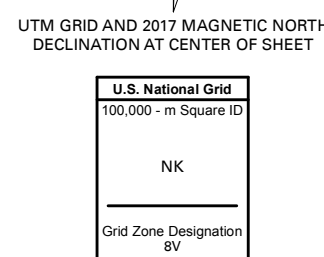 UTM GRID AND 2017 MAGNETIC NORTH
DECLINATION AT CENTER OF SHEET
U.S. National Grid
100,000 - m Square ID
NK
Grid Zone Designation
8V